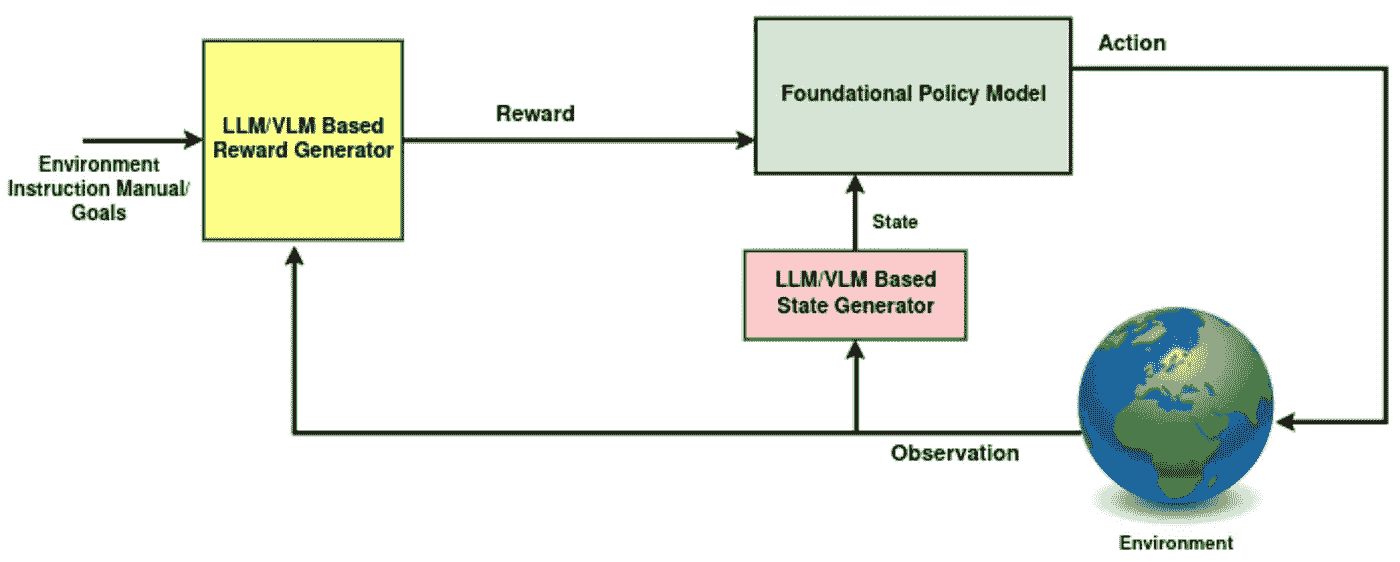 Action
Foundational Policy Model
LLM/VLM Based
Reward Generator
Reward
Environment
Instruction Manual/
Goals
State
LLM/VLM Based
State Generator
Observation
Environment